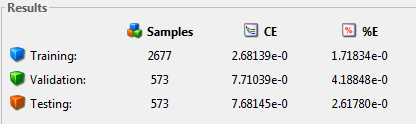 Results
Samples CE %E
Training: 2677 2.68139e-0 1.71834e-0
Validation: 573 7.71039e-0 4.18848e-0
Testing: 573 7.68145e-0 2.61780e-0